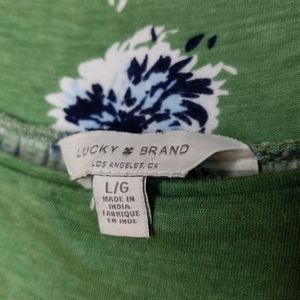 LUCKY BRAND
LOS ANGELES, CA
L/G
MADE IN
INDIA
FABRIQUE
EN INDE